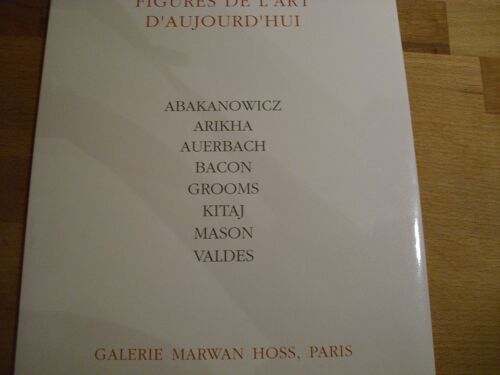 FIGURES DE L'ART
D'AUJOURD'HUI
ABAKANOWICZ
ARIKHA
AUERBACH
BACON
GROOMS
KITAJ
MASON
VALDES
GALERIE MARWAN HOSS, PARIS